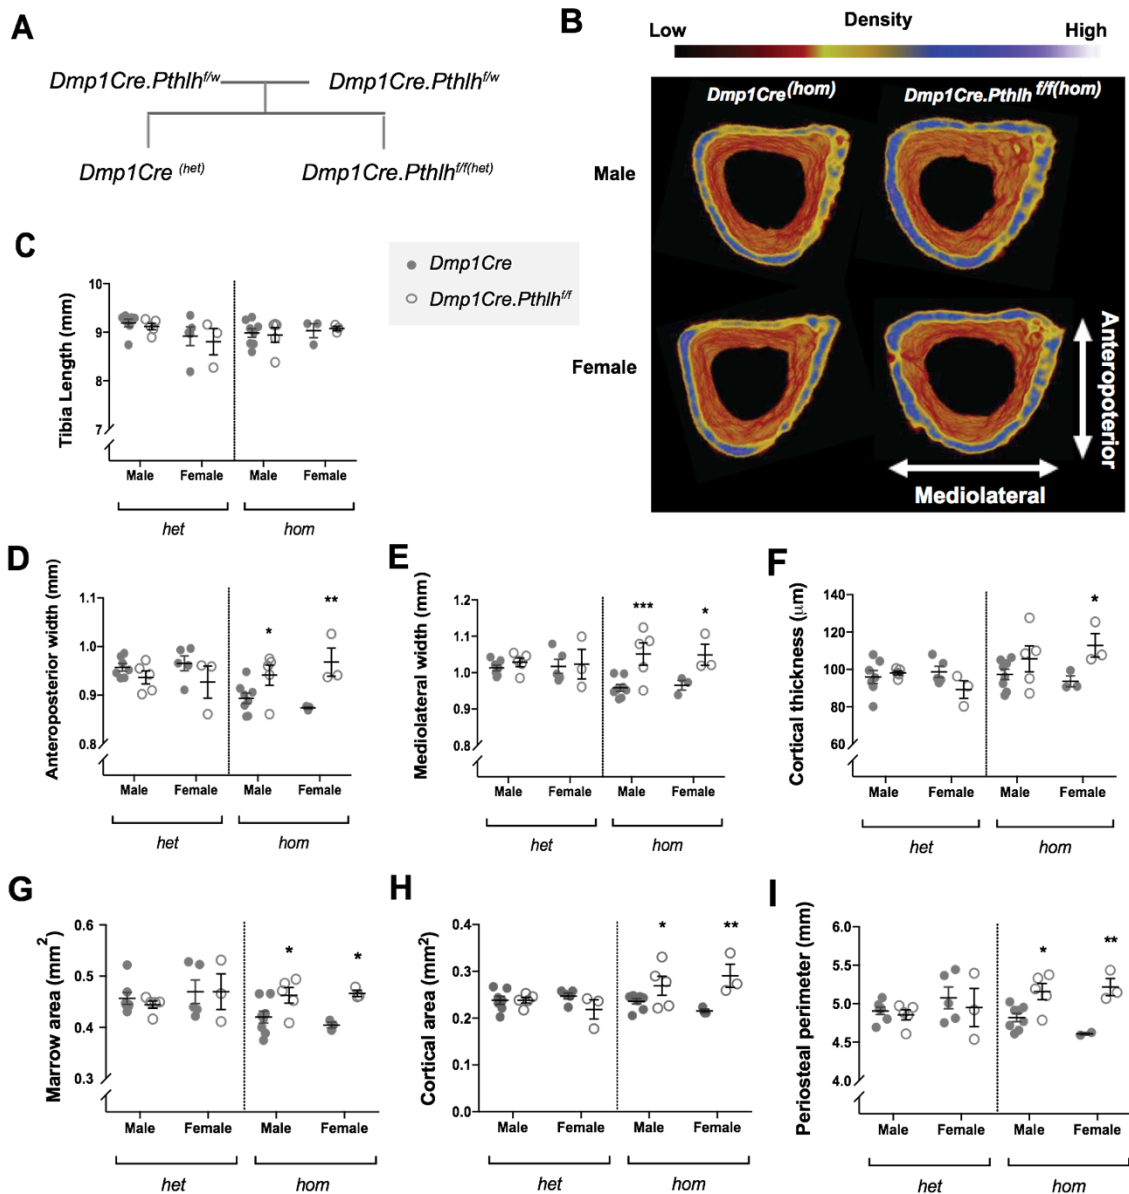 A
Dmp1Cre.Pthlh^f/w Dmp1Cre.Pthlh^f/w
Dmp1Cre (het) Dmp1Cre.Pthlh^f/f(het)
B
Density
Low High
Dmp1Cre(hom) Dmp1Cre.Pthlh f/f(hom)
Male
Female
Anteropoterior
Mediolateral
C
Dmp1Cre
Dmp1Cre.Pthlh^f/f
Tibia Length (mm)
10
9
8
7
Male Female Male Female
het hom
D
Anteroposterior width (mm)
1.1
1.0
0.9
0.8
* **
Male Female Male Female
het hom
E
Mediolateral width (mm)
1.2
1.1
1.0
0.9
0.8
*** *
Male Female Male Female
het hom
F
Cortical thickness (μm)
140
120
100
80
60
*
Male Female Male Female
het hom
G
Marrow area (mm²)
0.6
0.5
0.4
0.3
* *
Male Female Male Female
het hom
H
Cortical area (mm²)
0.4
0.3
0.2
0.1
0.0
* **
Male Female Male Female
het hom
I
Periosteal perimeter (mm)
6.0
5.5
5.0
4.5
4.0
* **
Male Female Male Female
het hom